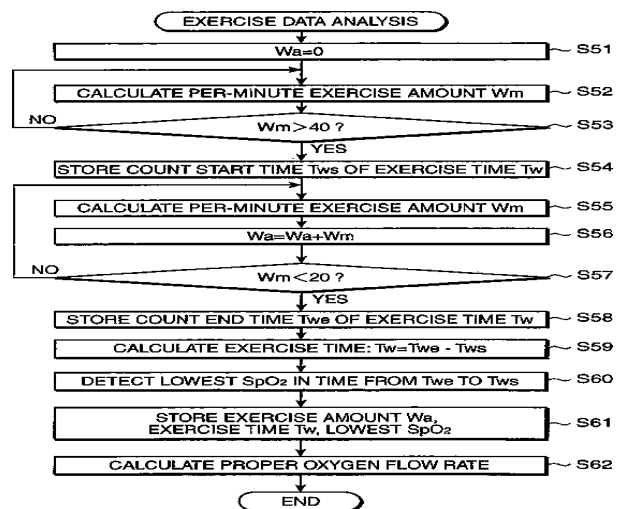 EXERCISE DATA ANALYSIS
Wa=0
S51
CALCULATE PER-MINUTE EXERCISE AMOUNT Wm
S52
NO
Wm>40 ?
S53
YES
STORE COUNT START TIME Tws OF EXERCISE TIME Tw
S54
CALCULATE PER-MINUTE EXERCISE AMOUNT Wm
S55
Wa=Wa+Wm
S56
NO
Wm<20 ?
S57
YES
STORE COUNT END TIME Twe OF EXERCISE TIME Tw
S58
CALCULATE EXERCISE TIME: Tw=Twe - Tws
S59
DETECT LOWEST SpO2 IN TIME FROM Twe TO Tws
S60
STORE EXERCISE AMOUNT Wa,
EXERCISE TIME Tw, LOWEST SpO2
S61
CALCULATE PROPER OXYGEN FLOW RATE
S62
END